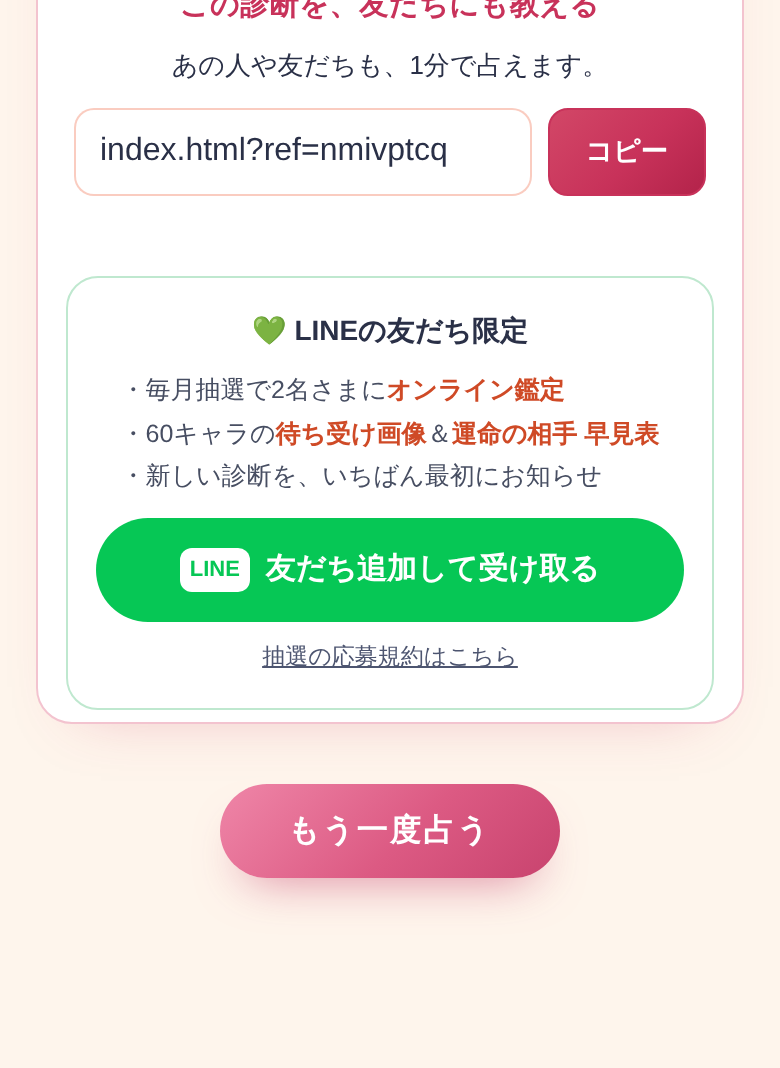 この診断を、友だちにも教える
あの人や友だちも、1分で占えます。
index.html?ref=nmivptcq
コピー
💚 LINEの友だち限定
・毎月抽選で2名さまにオンライン鑑定
・60キャラの待ち受け画像＆運命の相手 早見表
・新しい診断を、いちばん最初にお知らせ
LINE 友だち追加して受け取る
抽選の応募規約はこちら
もう一度占う